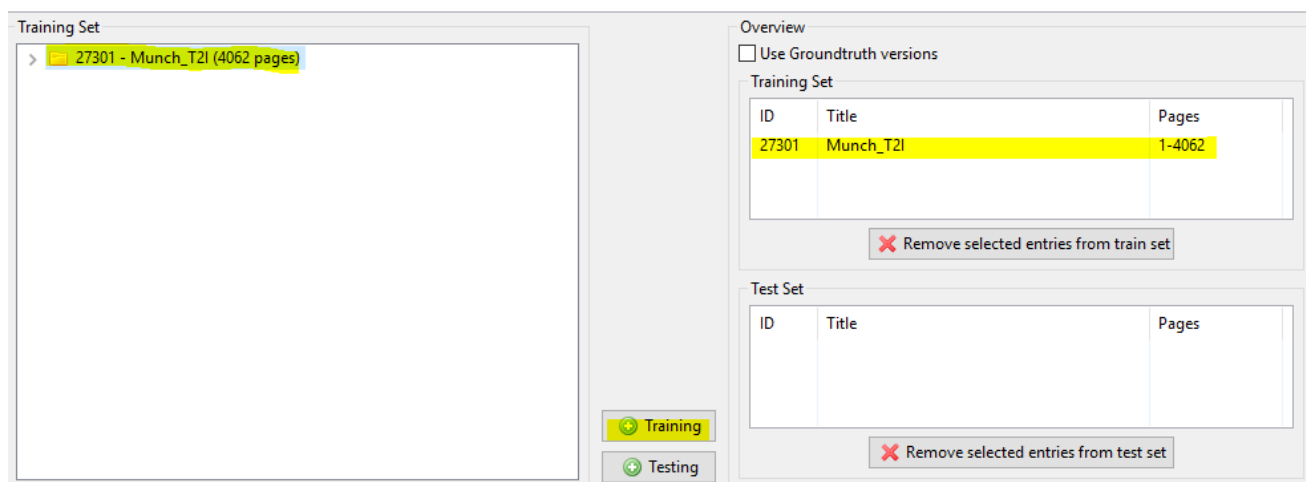 Training Set
27301 - Munch_T2I (4062 pages)
Training
Testing
Overview
Use Groundtruth versions
Training Set
ID Title Pages
27301 Munch_T2I 1-4062
Remove selected entries from train set
Test Set
ID Title Pages
Remove selected entries from test set